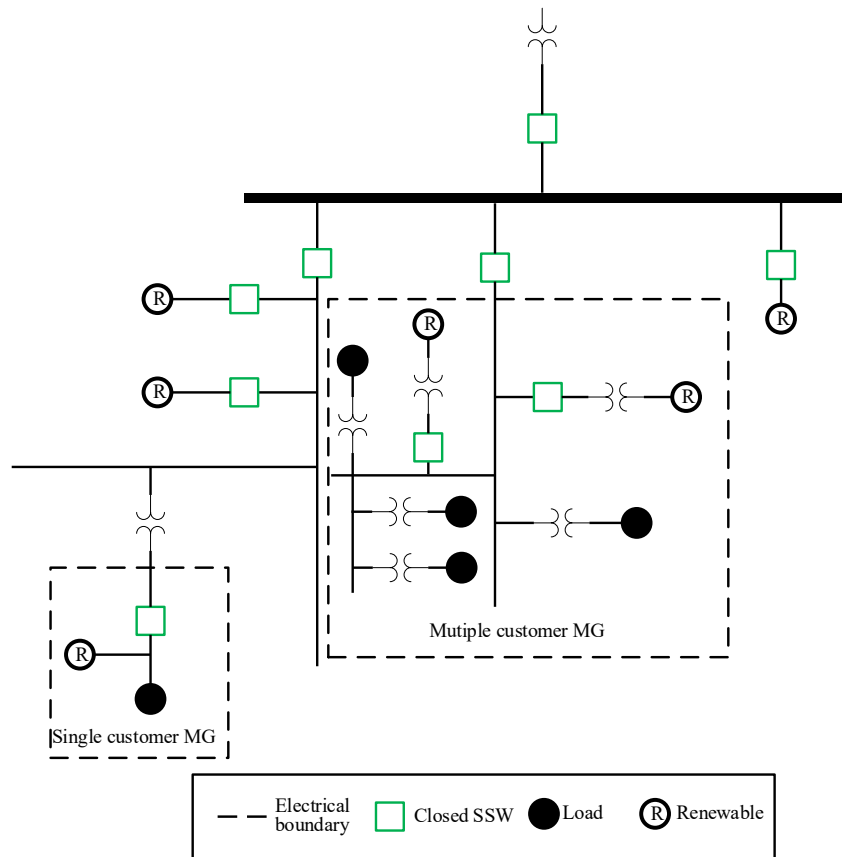 R
R
R
R
R
R
Mutiple customer MG
R
Single customer MG
Electrical
boundary
Closed SSW
Load
R
Renewable